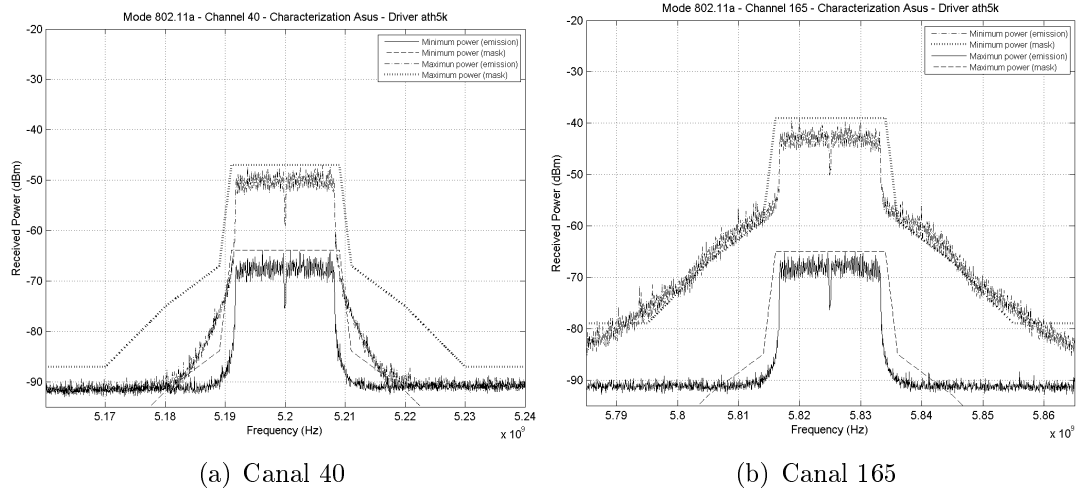 Mode 802.11a - Channel 40 - Characterization Asus - Driver ath5k
-20
-30
-40
-50
-60
-70
-80
-90
Received Power (dBm)
Minimum power (emission)
Minimum power (mask)
Maximun power (emission)
Maximum power (mask)
5.17
5.18
5.19
5.2
5.21
5.22
5.23
5.24
Frequency (Hz)
x 10^9
(a) Canal 40
Mode 802.11a - Channel 165 - Characterization Asus - Driver ath5k
-20
-30
-40
-50
-60
-70
-80
-90
Received Power (dBm)
Minimum power (emission)
Minimum power (mask)
Maximun power (emission)
Maximum power (mask)
5.79
5.8
5.81
5.82
5.83
5.84
5.85
5.86
Frequency (Hz)
x 10^9
(b) Canal 165